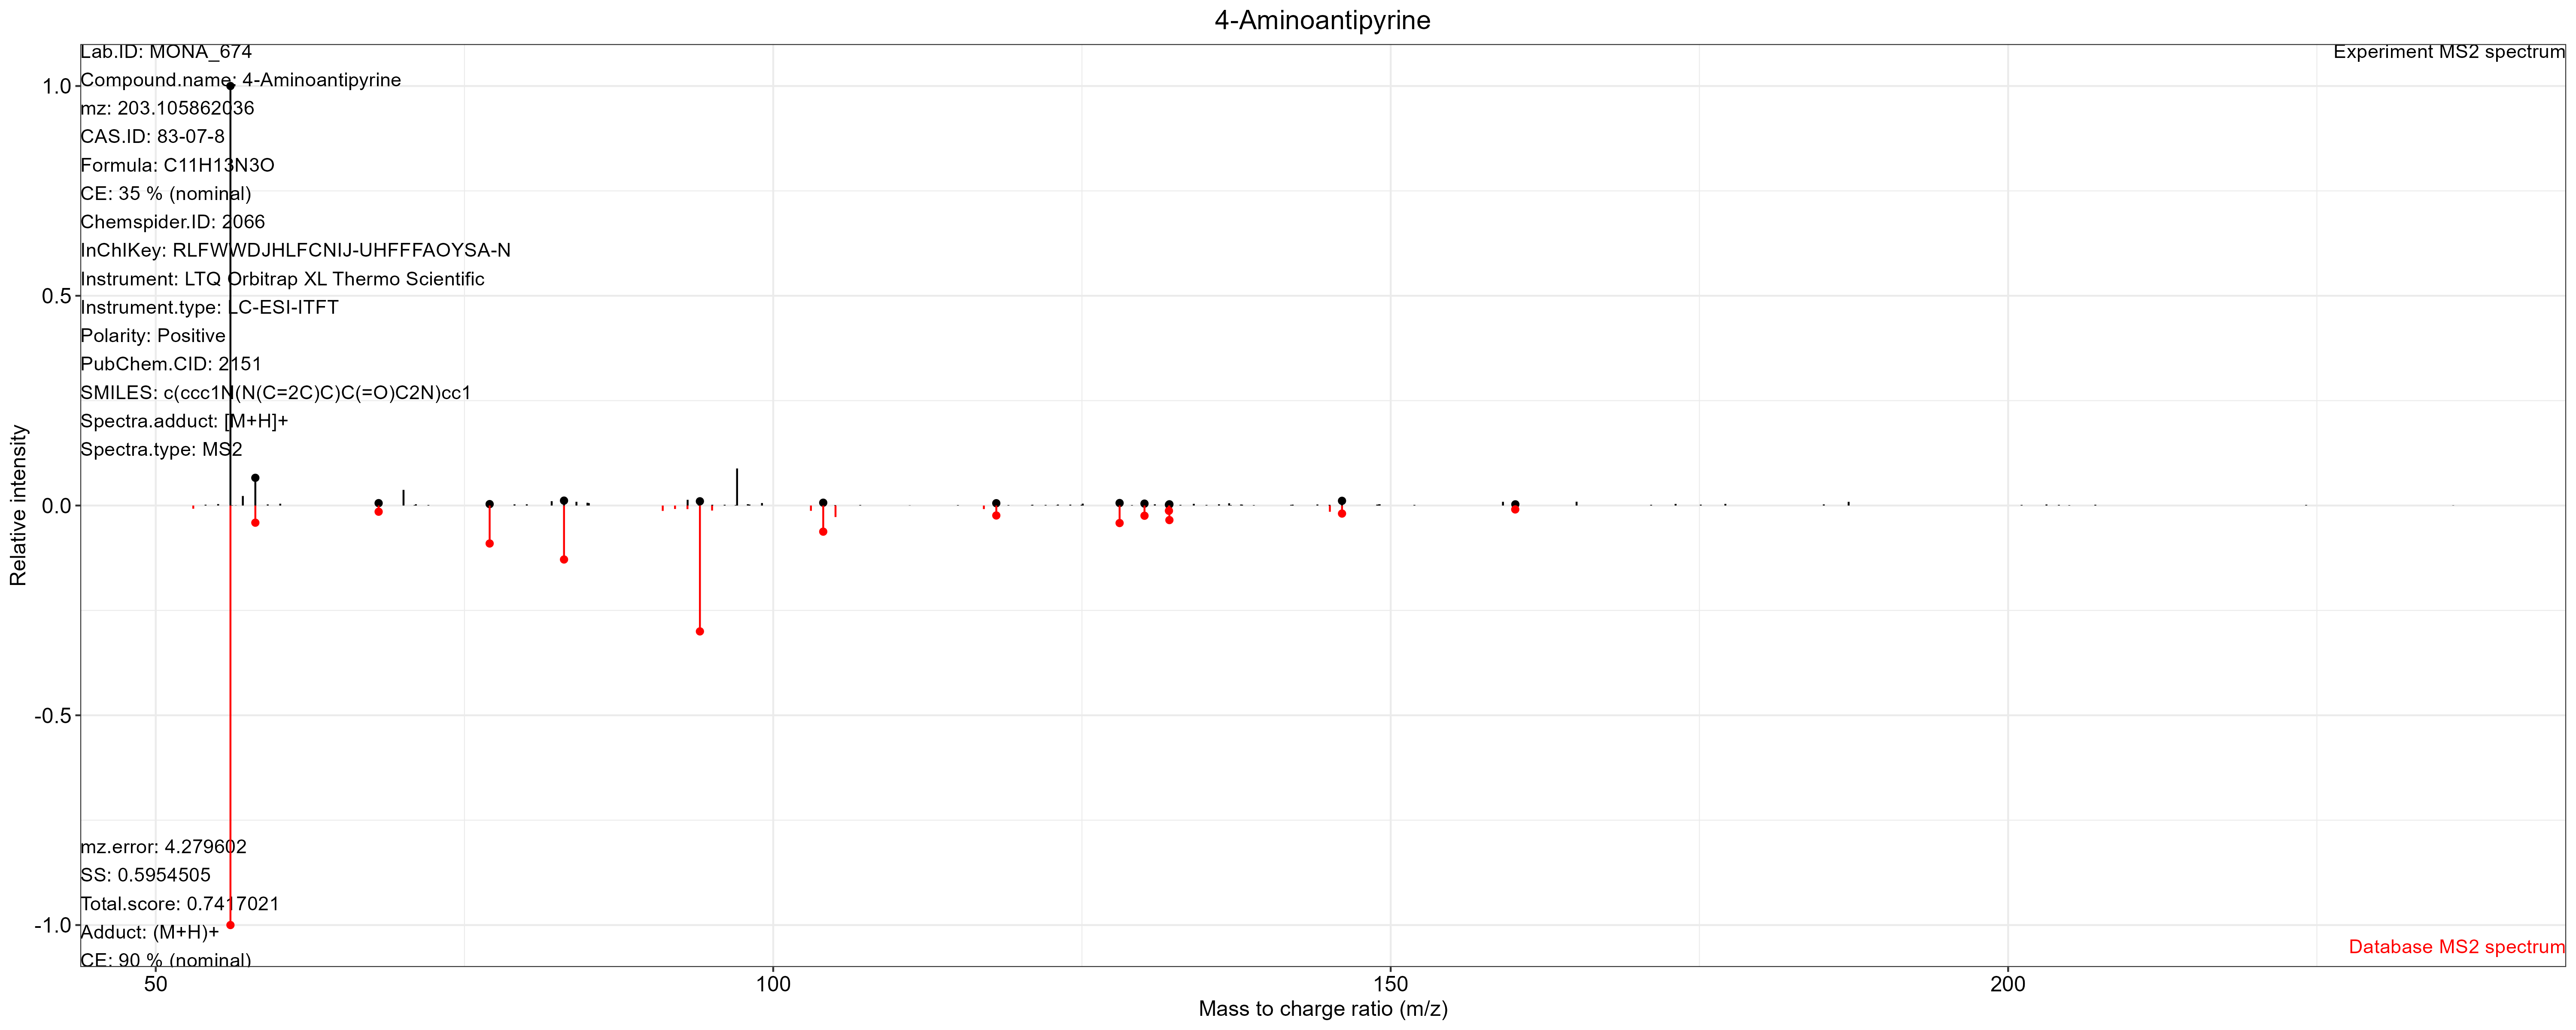 4-Aminoantipyrine
Lab.ID: MONA_674
Experiment MS2 spectrum
Compound.name: 4-Aminoantipyrine
mz: 203.105862036
CAS.ID: 83-07-8
Formula: C11H13N3O
CE: 35 % (nominal)
Chemspider.ID: 2066
InChIKey: RLFWWDJHLFCNIJ-UHFFFAOYSA-N
Instrument: LTQ Orbitrap XL Thermo Scientific
Instrument.type: LC-ESI-ITFT
Polarity: Positive
PubChem.CID: 2151
SMILES: c(ccc1N(N(C=2C)C)C(=O)C2N)cc1
Spectra.adduct: [M+H]+
Spectra.type: MS2
mz.error: 4.279602
SS: 0.5954505
Total.score: 0.7417021
Adduct: (M+H)+
CE: 90 % (nominal)
Database MS2 spectrum
1.0
0.5
0.0
-0.5
-1.0
Relative intensity
50
100
150
200
Mass to charge ratio (m/z)